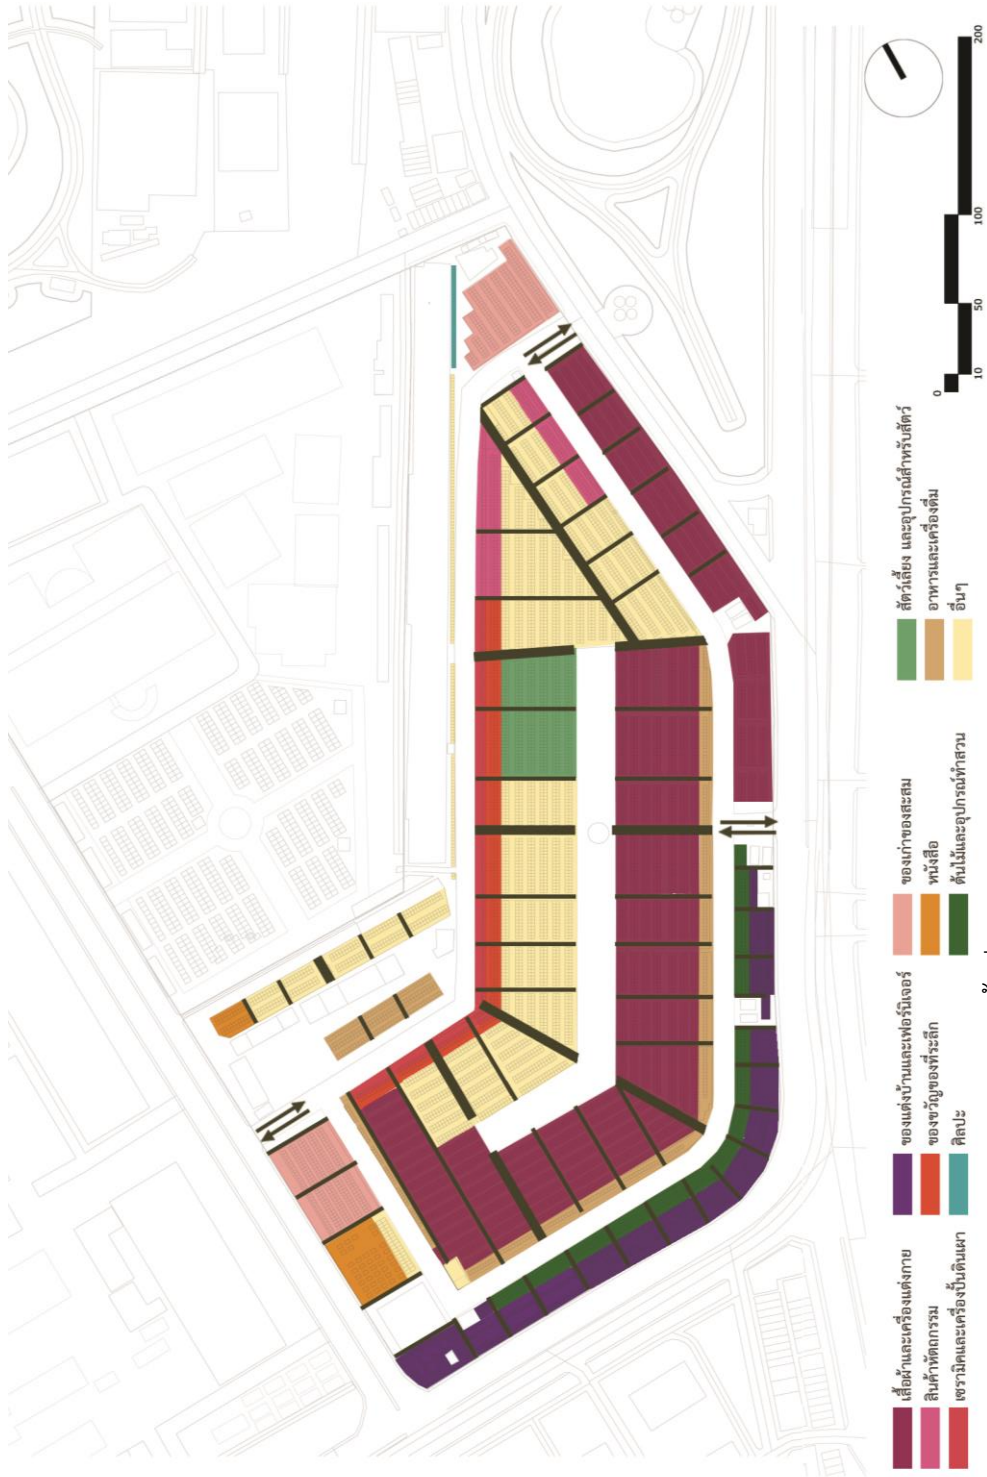 0
10
50
100
200
เสื้อผ้าและเครื่องแต่งกาย
สินค้าหัตถกรรม
เซรามิคและเครื่องปั้นดินเผา
ของแต่งบ้านและเฟอร์นิเจอร์
ของขวัญของที่ระลึก
ศิลปะ
ของเก่าของสะสม
หนังสือ
ต้นไม้และอุปกรณ์ทำสวน
สัตว์เลี้ยง และอุปกรณ์สำหรับสัตว์
อาหารและเครื่องดื่ม
อื่นๆ